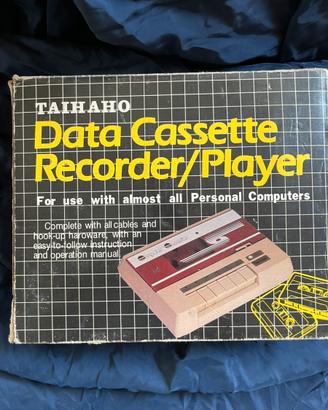 TAIHAHO
Data Cassette
Recorder/Player
For use with almost all Personal Computers
Complete with all cables and
hook-up hardware, with an
easy-to-follow instruction
and operation manual